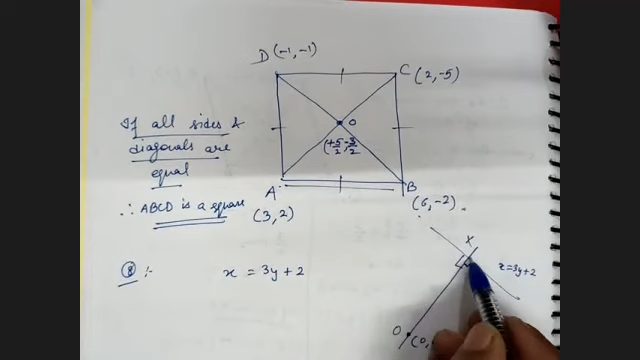 D (-1, -1)
C (2, -5)
O
(+5/2, -3/2)
If all sides &
diagonals are
equal
∴ ABCD is a square
A
(3, 2)
B
(6, -2)
⑧ :-
x = 3y + 2
X
x = 3y + 2
O (0,